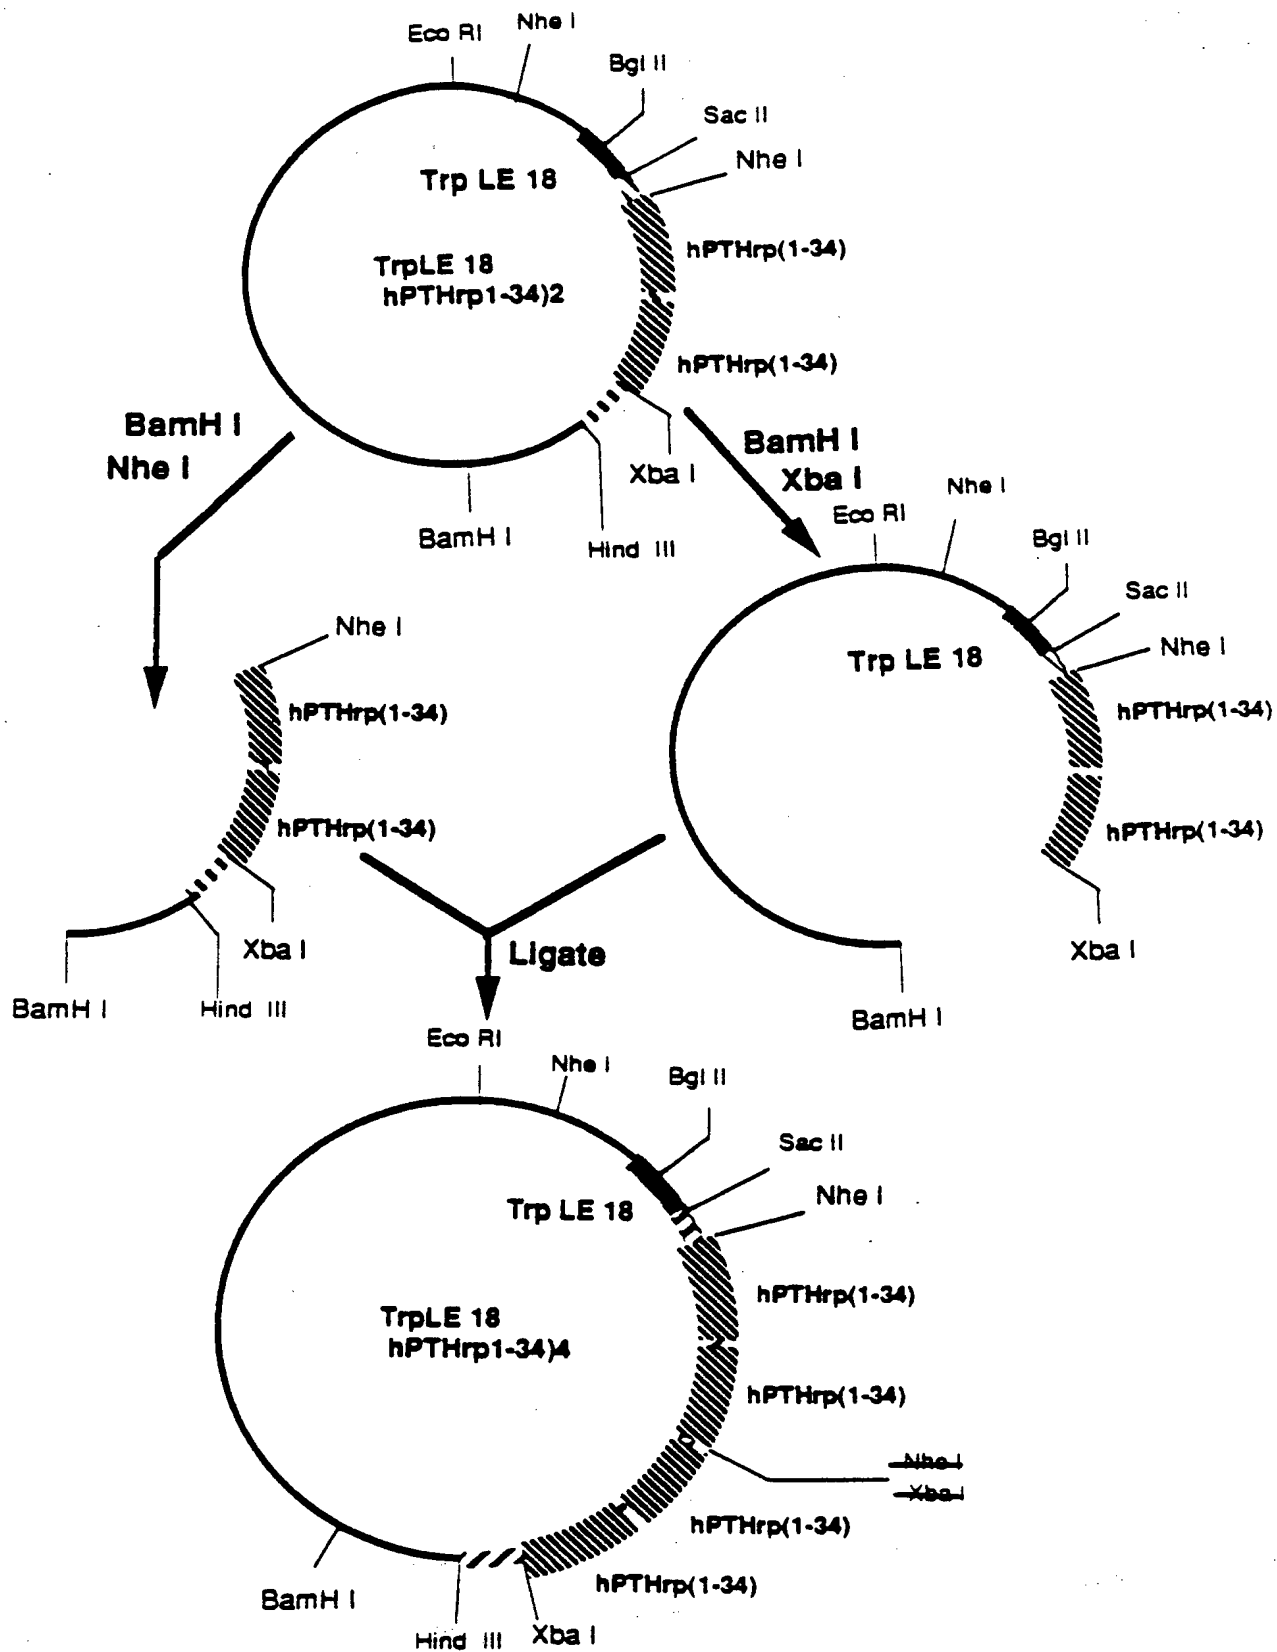 Eco RI
Nhe I
Bgl II
Sac II
Nhe I
Trp LE 18
hPTHrp(1-34)
TrpLE 18
hPTHrp1-34)2
hPTHrp(1-34)
BamH I
Nhe I
BamH I
Xba I
Xba I
BamH I
Hind III
Eco RI
Nhe I
Bgl II
Sac II
Nhe I
Trp LE 18
hPTHrp(1-34)
hPTHrp(1-34)
Xba I
BamH I
Nhe I
hPTHrp(1-34)
hPTHrp(1-34)
Xba I
BamH I
Hind III
Ligate
Eco RI
Nhe I
Bgl II
Sac II
Nhe I
Trp LE 18
hPTHrp(1-34)
TrpLE 18
hPTHrp1-34)4
hPTHrp(1-34)
Nhe I
Xba I
hPTHrp(1-34)
hPTHrp(1-34)
BamH I
Hind III
Xba I